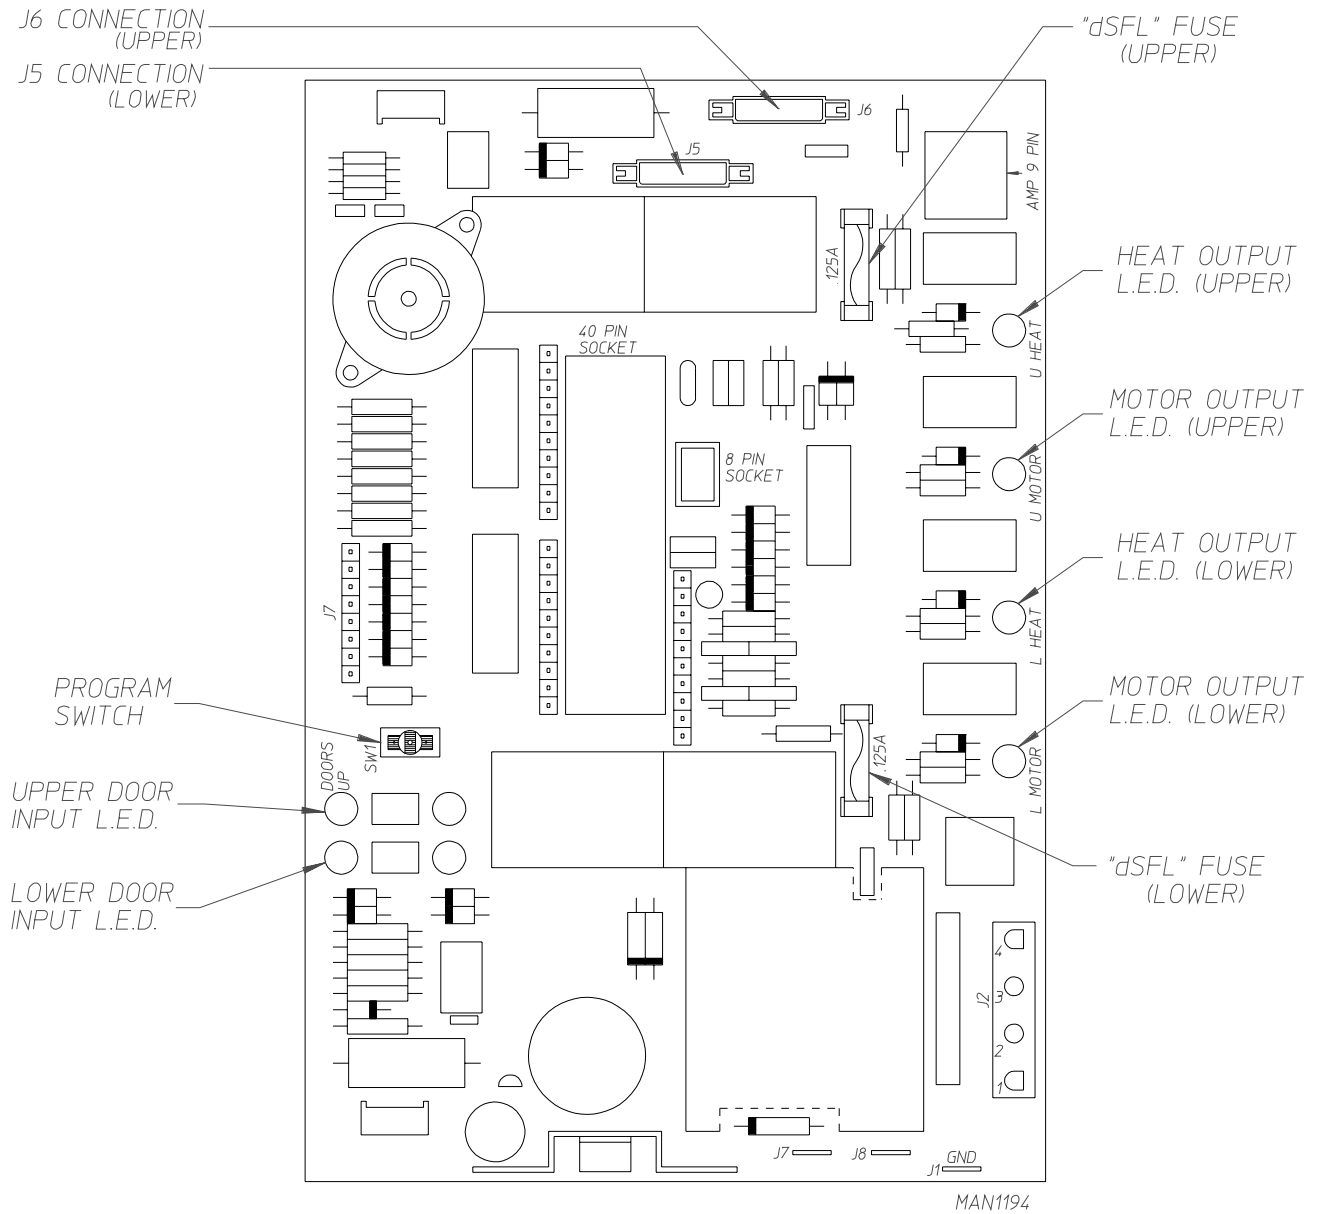 J6 CONNECTION
(UPPER)
J5 CONNECTION
(LOWER)
"dSFL" FUSE
(UPPER)
J6
J5
AMP 9 PIN
.125A
HEAT OUTPUT
L.E.D. (UPPER)
40 PIN
SOCKET
U HEAT
MOTOR OUTPUT
L.E.D. (UPPER)
8 PIN
SOCKET
U MOTOR
HEAT OUTPUT
L.E.D. (LOWER)
J7
L HEAT
PROGRAM
SWITCH
MOTOR OUTPUT
L.E.D. (LOWER)
SW1
DOORS
UP
.125A
L MOTOR
UPPER DOOR
INPUT L.E.D.
"dSFL" FUSE
(LOWER)
LOWER DOOR
INPUT L.E.D.
4
J2
3
2
1
J7
J8
J1
GND
MAN1194